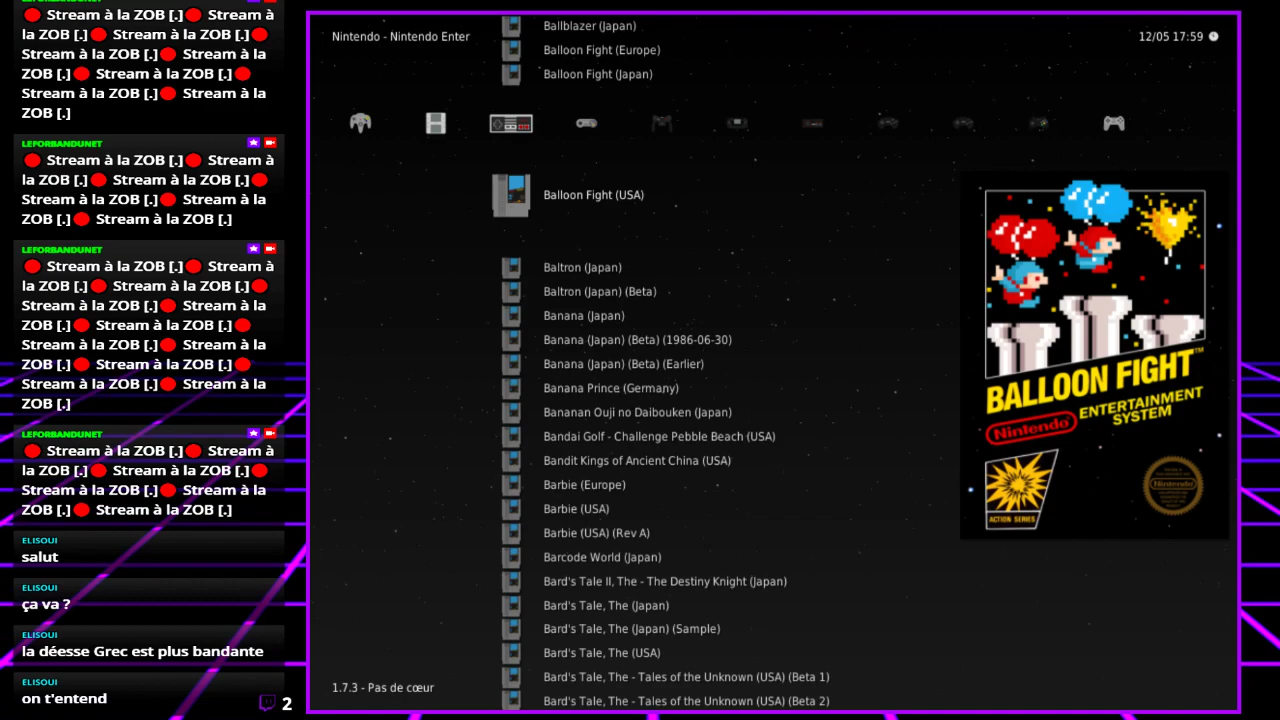 LEFORBANDUNET
Stream à la ZOB [.] Stream à
la ZOB [.] Stream à la ZOB [.]
Stream à la ZOB [.] Stream à la
ZOB [.] Stream à la ZOB [.]
Stream à la ZOB [.] Stream à la
ZOB [.]
LEFORBANDUNET
Stream à la ZOB [.] Stream à
la ZOB [.] Stream à la ZOB [.]
Stream à la ZOB [.] Stream à la
ZOB [.] Stream à la ZOB [.]
LEFORBANDUNET
Stream à la ZOB [.] Stream à
la ZOB [.] Stream à la ZOB [.]
Stream à la ZOB [.] Stream à la
ZOB [.] Stream à la ZOB [.]
Stream à la ZOB [.] Stream à la
ZOB [.] Stream à la ZOB [.]
Stream à la ZOB [.] Stream à la
ZOB [.]
LEFORBANDUNET
Stream à la ZOB [.] Stream à
la ZOB [.] Stream à la ZOB [.]
Stream à la ZOB [.] Stream à la
ZOB [.] Stream à la ZOB [.]
ELISOUI
salut
ELISOUI
ça va ?
ELISOUI
la déesse Grec est plus bandante
ELISOUI
on t'entend
2
Nintendo - Nintendo Enter
12/05 17:59
Ballblazer (Japan)
Balloon Fight (Europe)
Balloon Fight (Japan)
Balloon Fight (USA)
Baltron (Japan)
Baltron (Japan) (Beta)
Banana (Japan)
Banana (Japan) (Beta) (1986-06-30)
Banana (Japan) (Beta) (Earlier)
Banana Prince (Germany)
Bananan Ouji no Daibouken (Japan)
Bandai Golf - Challenge Pebble Beach (USA)
Bandit Kings of Ancient China (USA)
Barbie (Europe)
Barbie (USA)
Barbie (USA) (Rev A)
Barcode World (Japan)
Bard's Tale II, The - The Destiny Knight (Japan)
Bard's Tale, The (Japan)
Bard's Tale, The (Japan) (Sample)
Bard's Tale, The (USA)
Bard's Tale, The - Tales of the Unknown (USA) (Beta 1)
Bard's Tale, The - Tales of the Unknown (USA) (Beta 2)
1.7.3 - Pas de cœur
BALLOON FIGHT™
Nintendo
ENTERTAINMENT
SYSTEM
ACTION SERIES
Nintendo